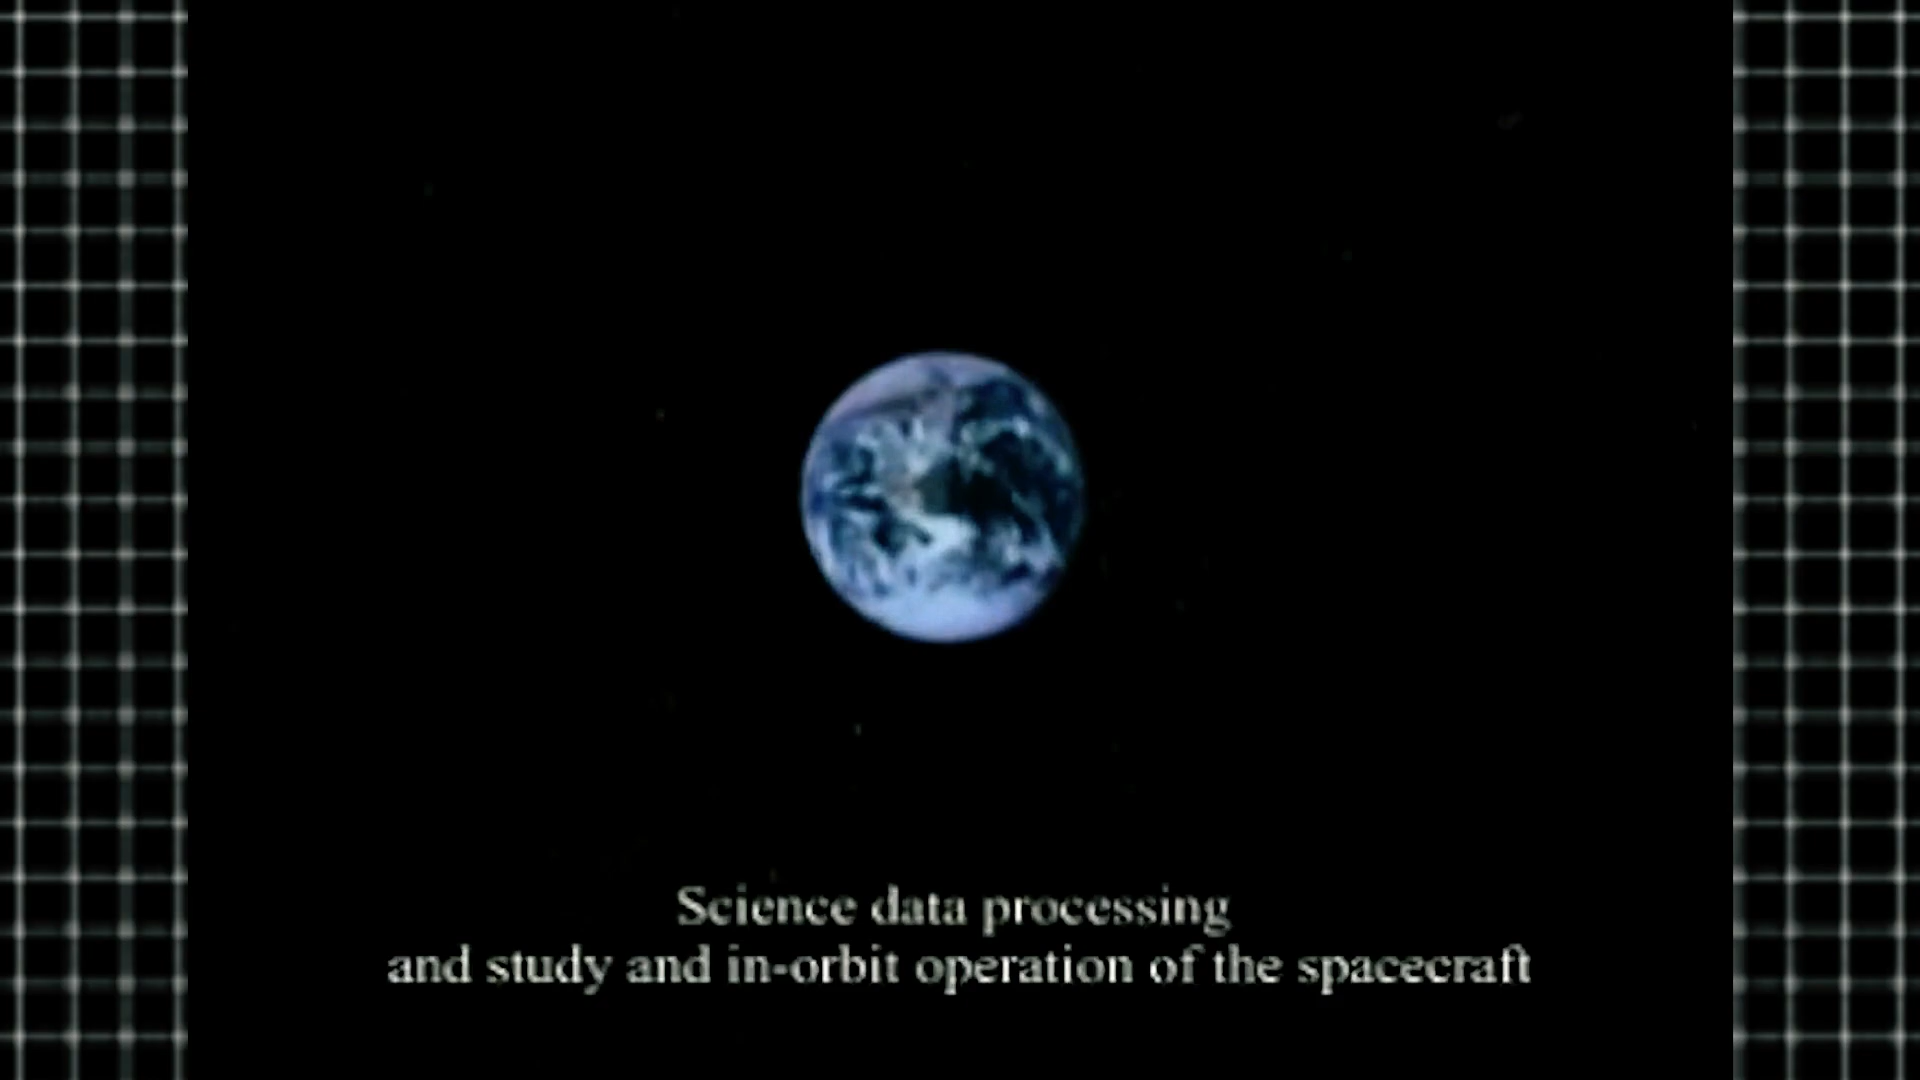 Science data processing
and study and in-orbit operation of the spacecraft